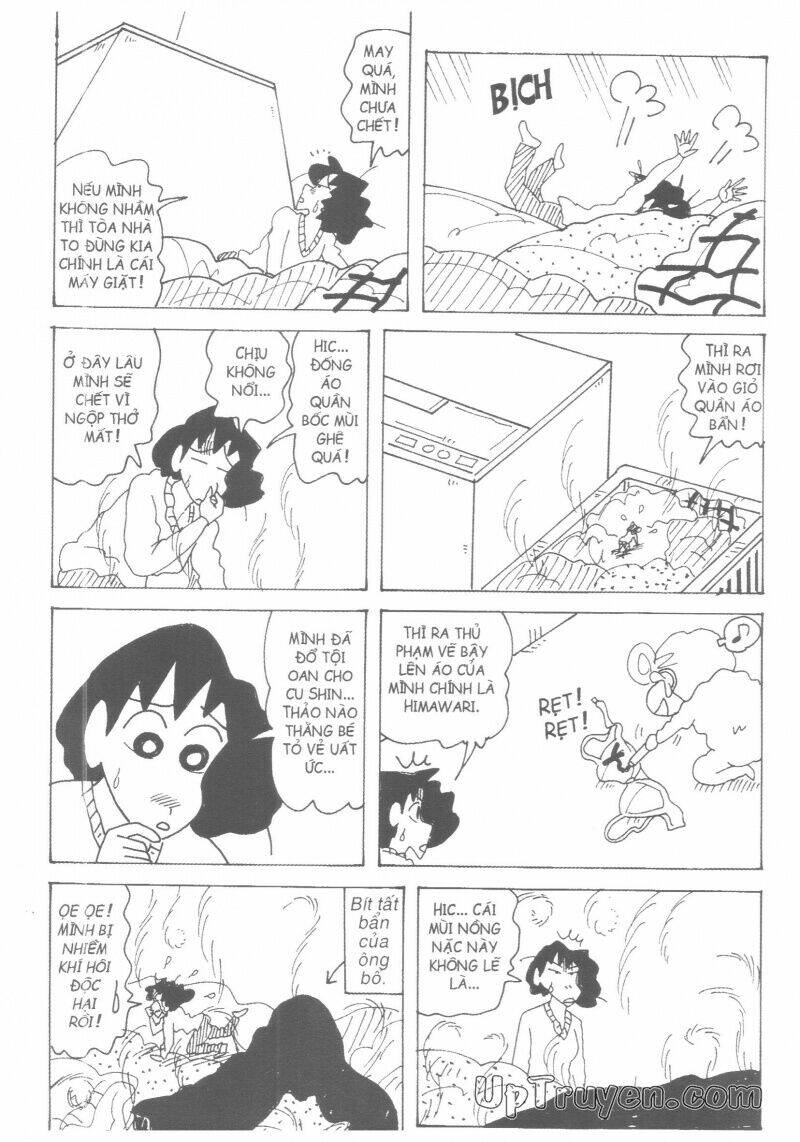 BỊCH
MAY
QUÁ,
MÌNH
CHƯA
CHẾT!
NẾU MÌNH
KHÔNG NHẦM
THÌ TÒA NHÀ
TO ĐÙNG KIA
CHÍNH LÀ CÁI
MÁY GIẶT!
THÌ RA
MÌNH RƠI
VÀO GIỎ
QUẦN ÁO
BẨN!
HIC...
ĐỐNG
ÁO
QUẦN
BỐC MÙI
GHÊ
QUÁ!
CHỊU
KHÔNG
NỔI...
Ở ĐÂY LÂU
MÌNH SẼ
CHẾT VÌ
NGỘP THỞ
MẤT!
THÌ RA THỦ
PHẠM VẼ BẬY
LÊN ÁO CỦA
MÌNH CHÍNH LÀ
HIMAWARI.
RẸT!
RẸT!
MÌNH ĐÃ
ĐỔ TỘI
OAN CHO
CU SHIN...
THẢO NÀO
THẰNG BÉ
TỎ VẺ UẤT
ỨC...
HIC... CÁI
MÙI NỒNG
NẶC NÀY
KHÔNG LẼ
LÀ...
Bít tất
bẩn
của
ông
bố.
ỌE ỌE!
MÌNH BỊ
NHIỄM
KHÍ HÔI
ĐỘC
HẠI
RỒI!
UpTruyen.com